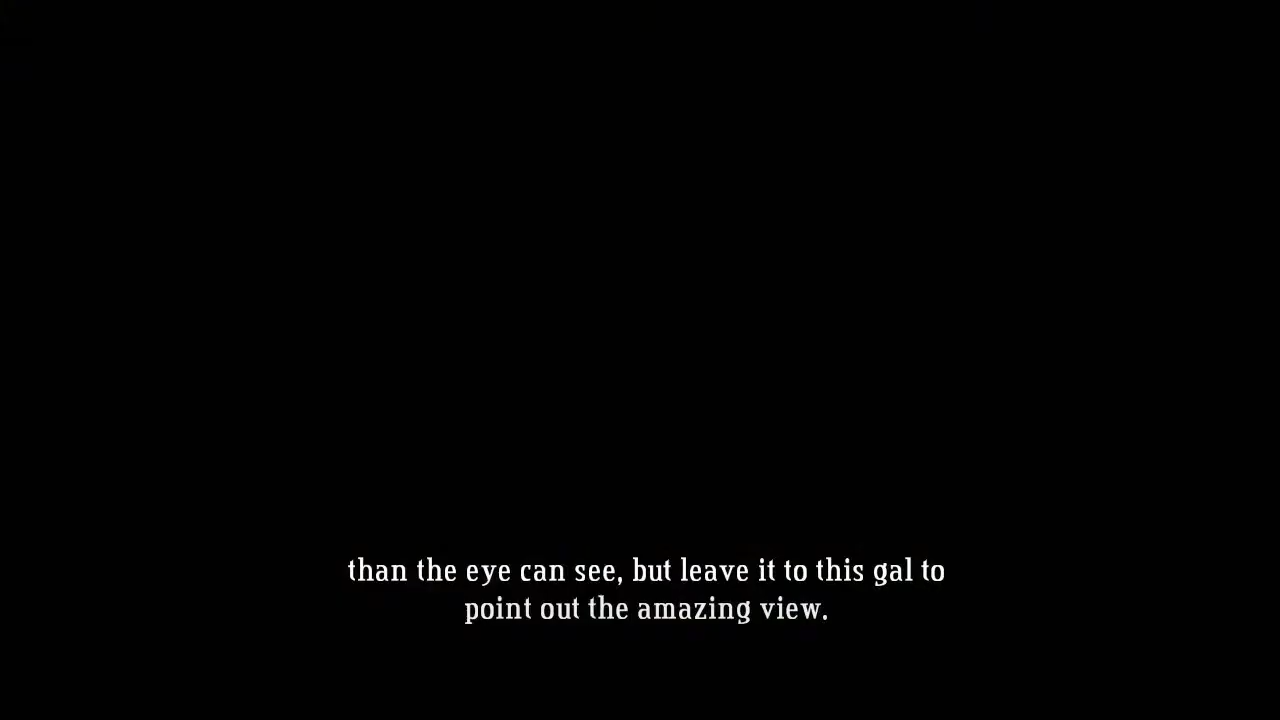 than the eye can see, but leave it to this gal to
point out the amazing view.